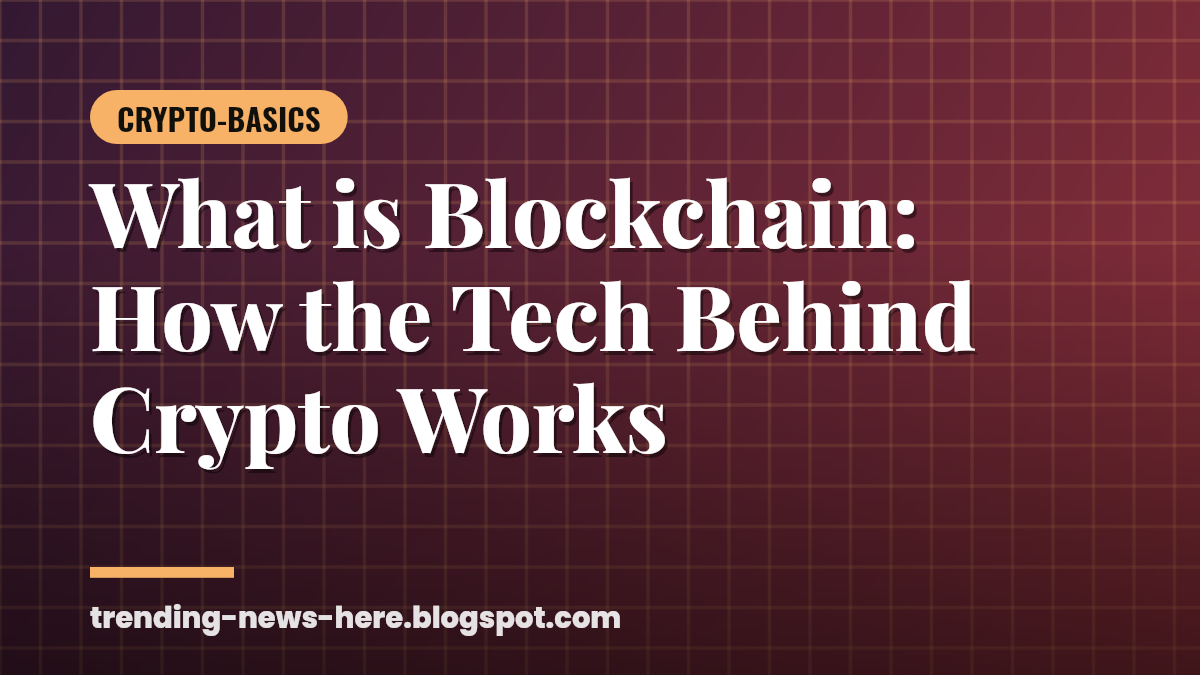 CRYPTO-BASICS
What is Blockchain:
How the Tech Behind
Crypto Works
trending-news-here.blogspot.com